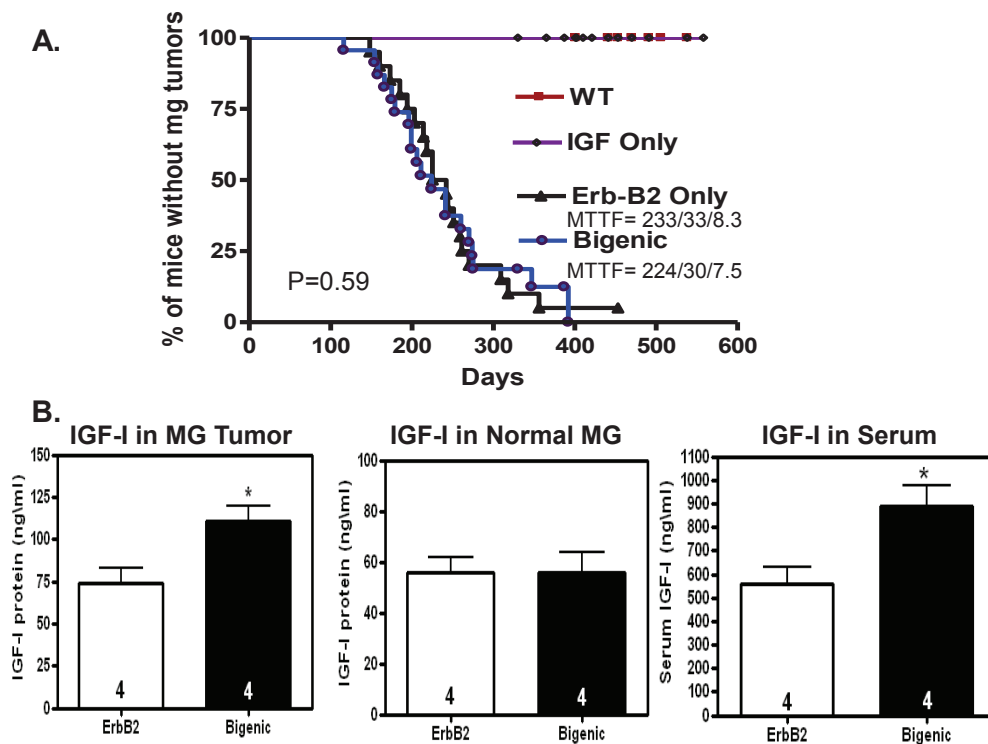 A.
% of mice without mg tumors
100
75
50
25
0
0 100 200 300 400 500 600
Days
WT
IGF Only
Erb-B2 Only
MTTF= 233/33/8.3
Bigenic
MTTF= 224/30/7.5
P=0.59
B.
IGF-I in MG Tumor
IGF-I protein (ng\ml)
150
125
100
75
50
25
0
*
4 4
ErbB2 Bigenic
IGF-I in Normal MG
IGF-I protein (ng\ml)
100
80
60
40
20
0
4 4
ErbB2 Bigenic
IGF-I in Serum
Serum IGF-I (ng\ml)
1100
1000
900
800
700
600
500
400
300
200
100
0
*
4 4
ErbB2 Bigenic